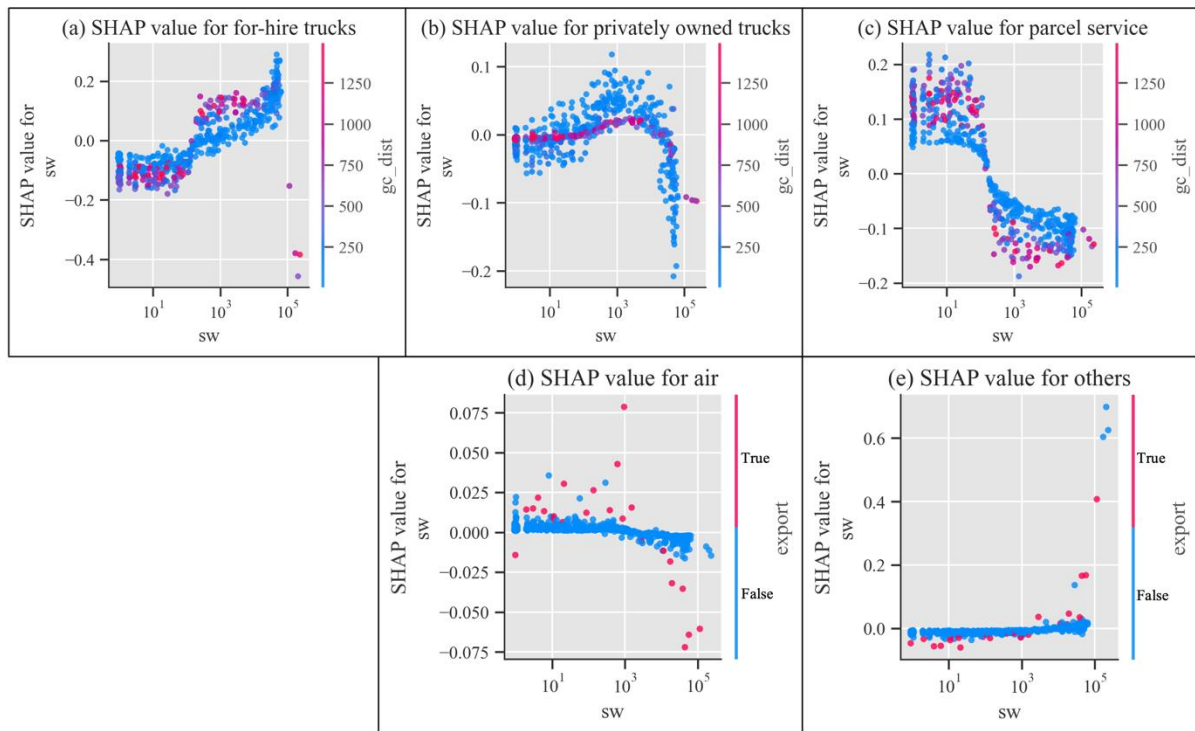 (a) SHAP value for for-hire trucks
SHAP value for
sw
0.2
0.0
−0.2
−0.4
10¹
10³
10⁵
sw
1250
1000
750
500
250
gc_dist
(b) SHAP value for privately owned trucks
SHAP value for
sw
0.1
0.0
−0.1
−0.2
10¹
10³
10⁵
sw
1250
1000
750
500
250
gc_dist
(c) SHAP value for parcel service
SHAP value for
sw
0.2
0.1
0.0
−0.1
−0.2
10¹
10³
10⁵
sw
1250
1000
750
500
250
gc_dist
(d) SHAP value for air
SHAP value for
sw
0.075
0.050
0.025
0.000
−0.025
−0.050
−0.075
10¹
10³
10⁵
sw
True
False
export
(e) SHAP value for others
SHAP value for
sw
0.6
0.4
0.2
0.0
10¹
10³
10⁵
sw
True
False
export